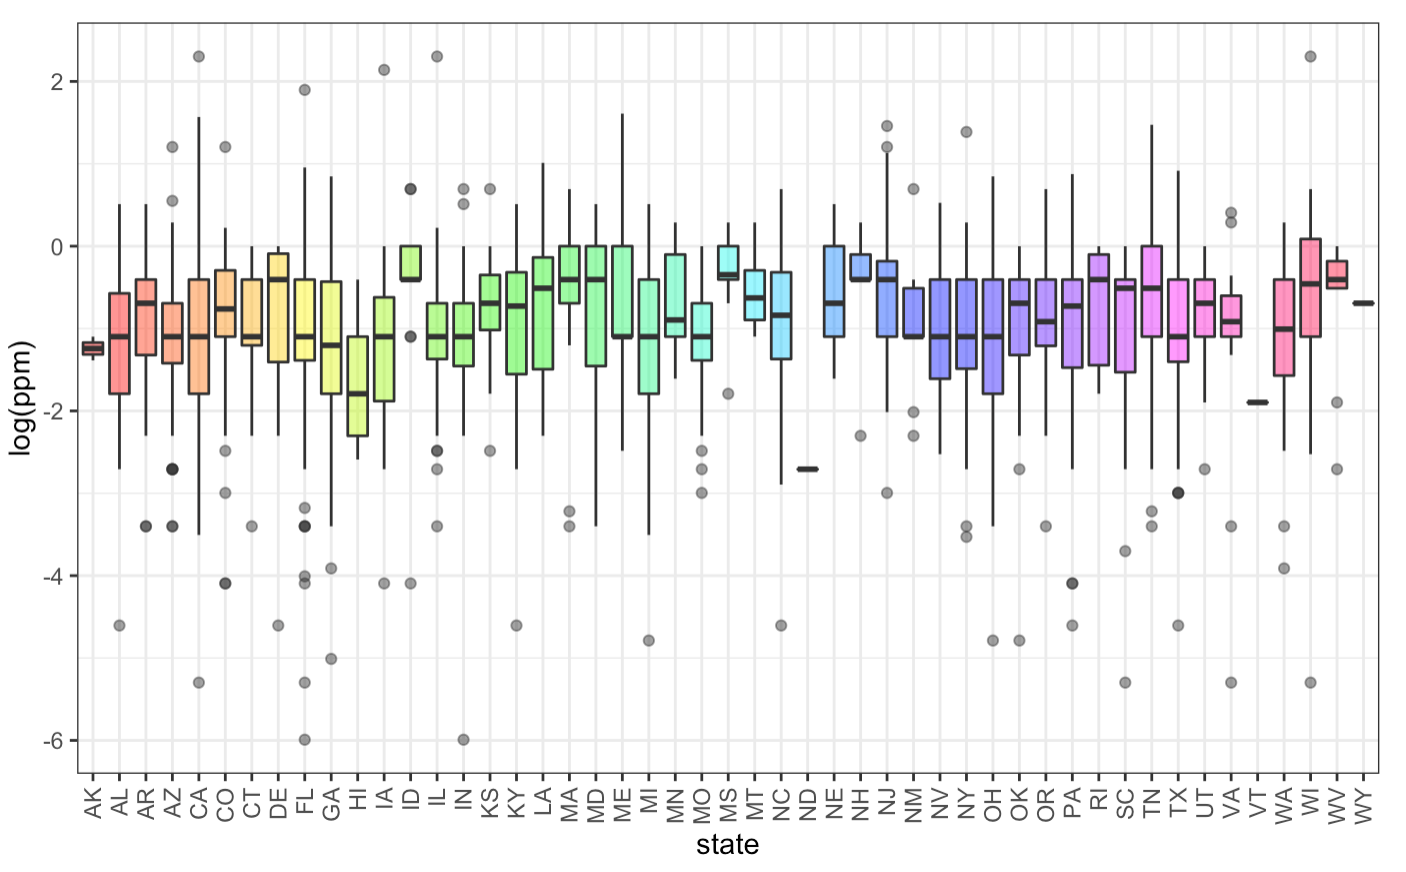 log(ppm)
2
0
-2
-4
-6
AK AL AR AZ CA CO CT DE FL GA HI IA ID IL IN KS KY LA MA MD ME MI MN MO MS MT NC ND NE NH NJ NM NV NY OH OK OR PA RI SC TN TX UT VA VT WA WI WV WY
state